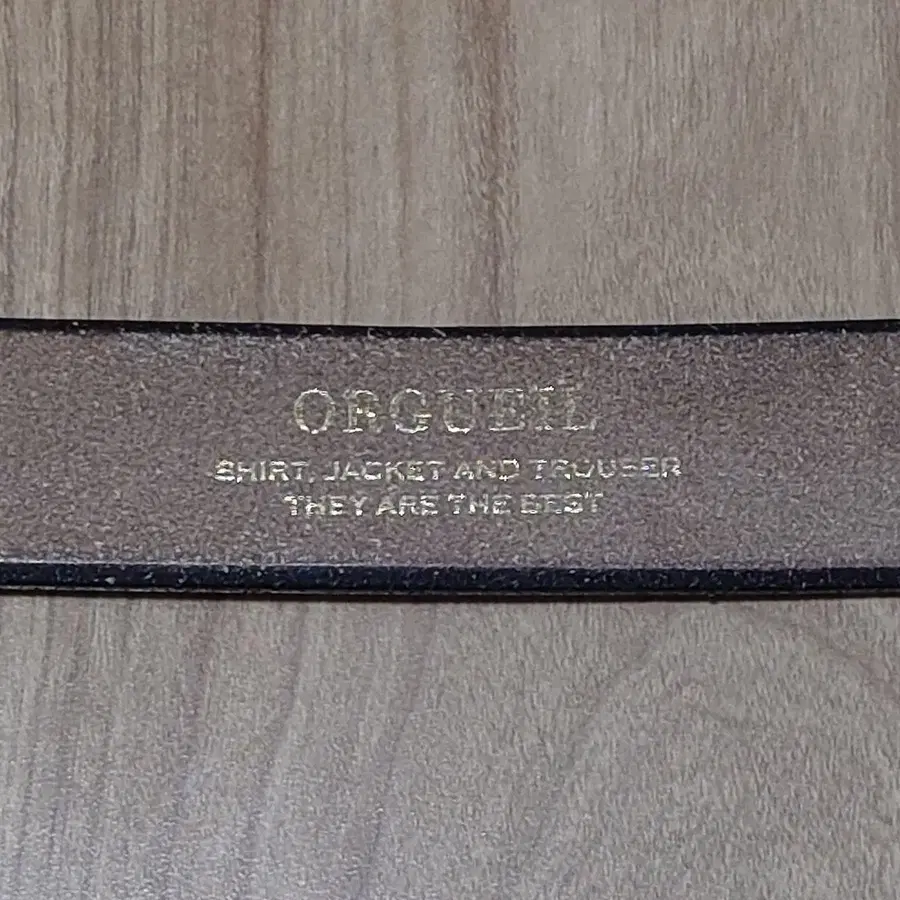 ORGUEIL
SHIRT, JACKET AND TROUSER
THEY ARE THE BEST